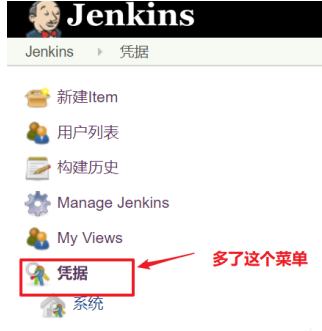 Jenkins
Jenkins 凭据
新建Item
用户列表
构建历史
Manage Jenkins
My Views
多了这个菜单
凭据
系统